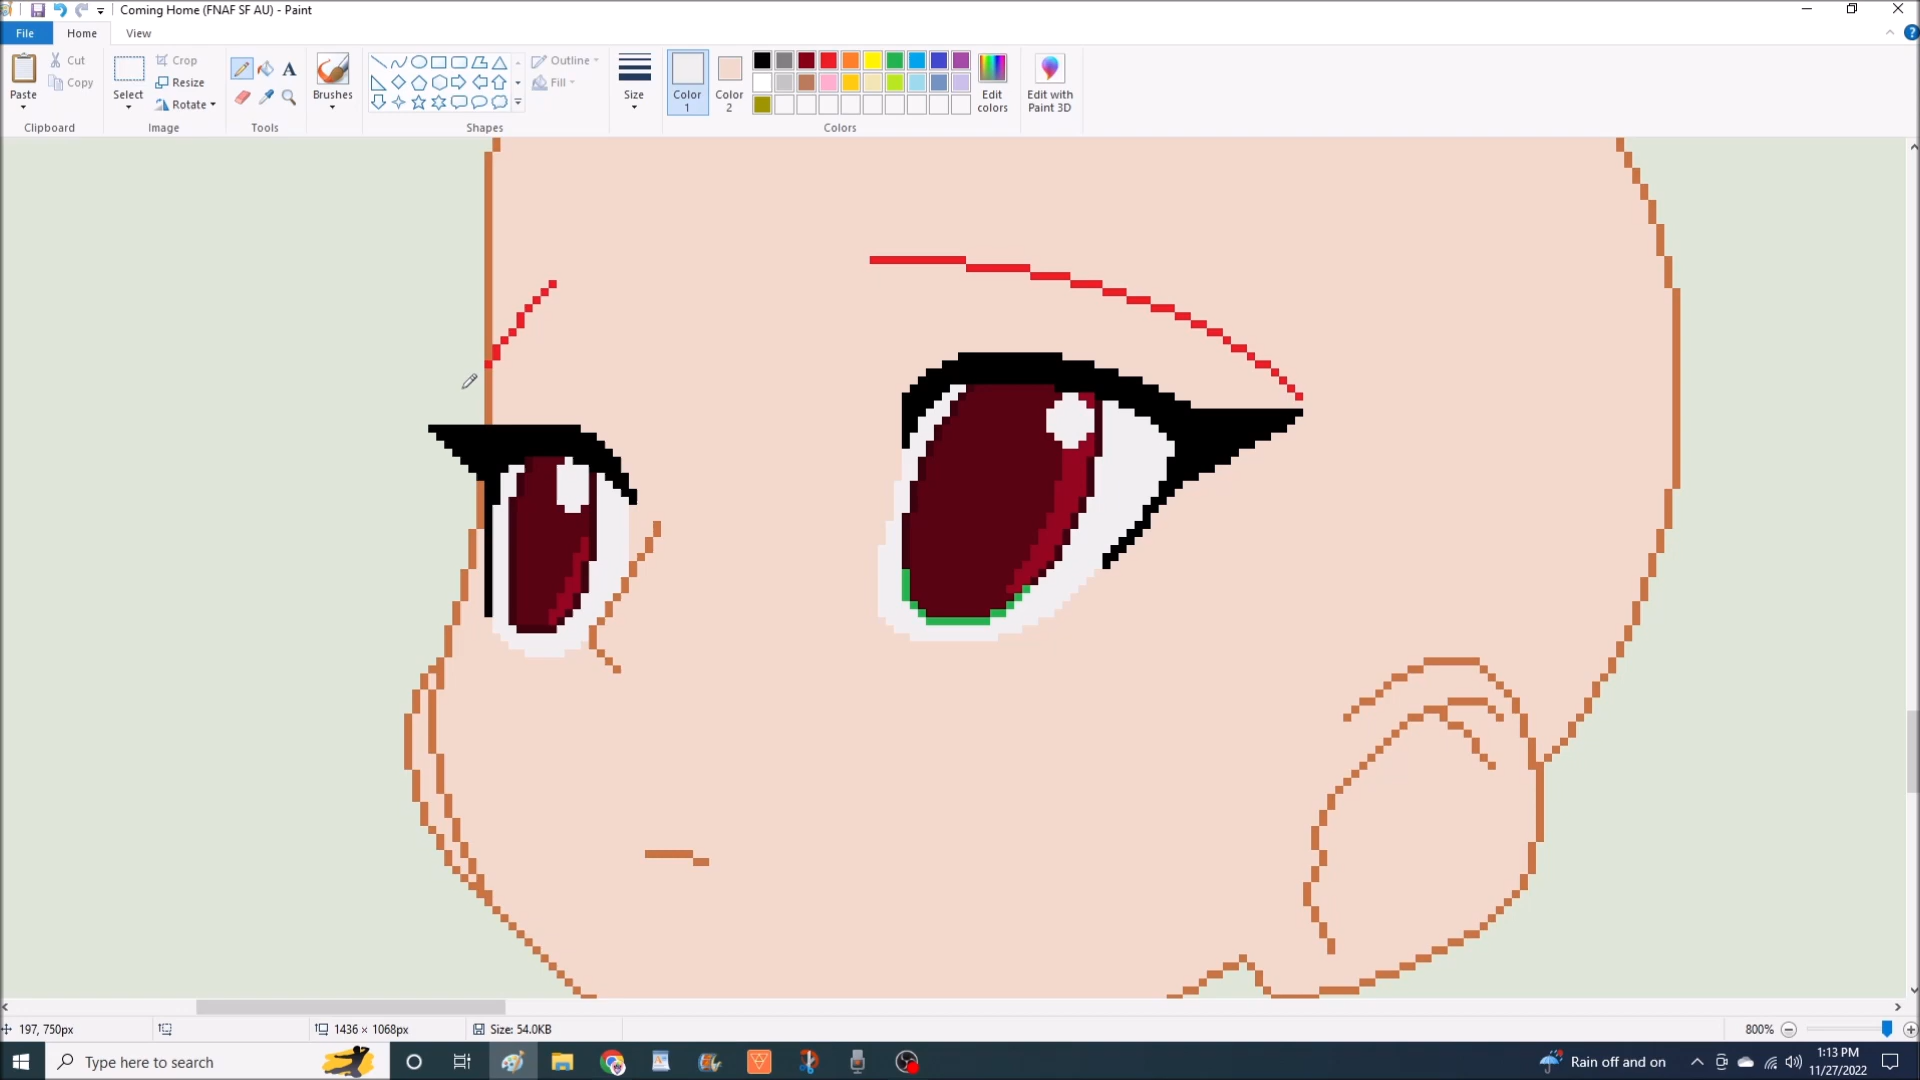 Coming Home (FNAF SF AU) - Paint
File Home View
Paste
Cut
Copy
Clipboard
Select
Crop
Resize
Rotate
Image
A
Tools
Brushes
Outline
Fill
Shapes
Size
Color 1
Color 2
Edit colors
Edit with Paint 3D
Colors
197, 750px
1436 × 1068px
Size: 54.0KB
800%
Type here to search
Rain off and on
1:13 PM
11/27/2022